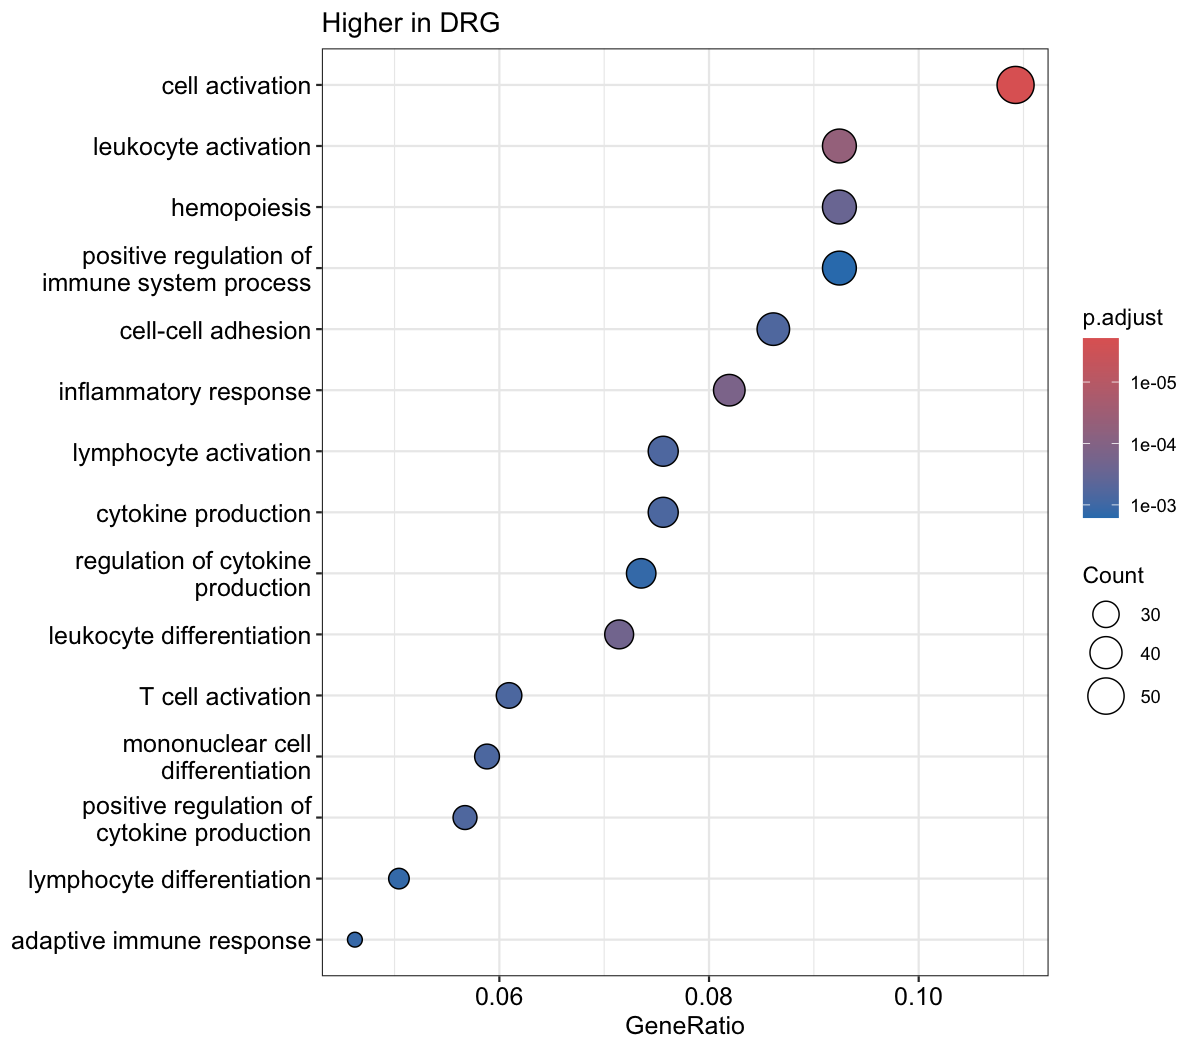 Higher in DRG
cell activation
leukocyte activation
hemopoiesis
positive regulation of
immune system process
cell-cell adhesion
inflammatory response
lymphocyte activation
cytokine production
regulation of cytokine
production
leukocyte differentiation
T cell activation
mononuclear cell
differentiation
positive regulation of
cytokine production
lymphocyte differentiation
adaptive immune response
0.06 0.08 0.10
GeneRatio
p.adjust
1e-05
1e-04
1e-03
Count
30
40
50